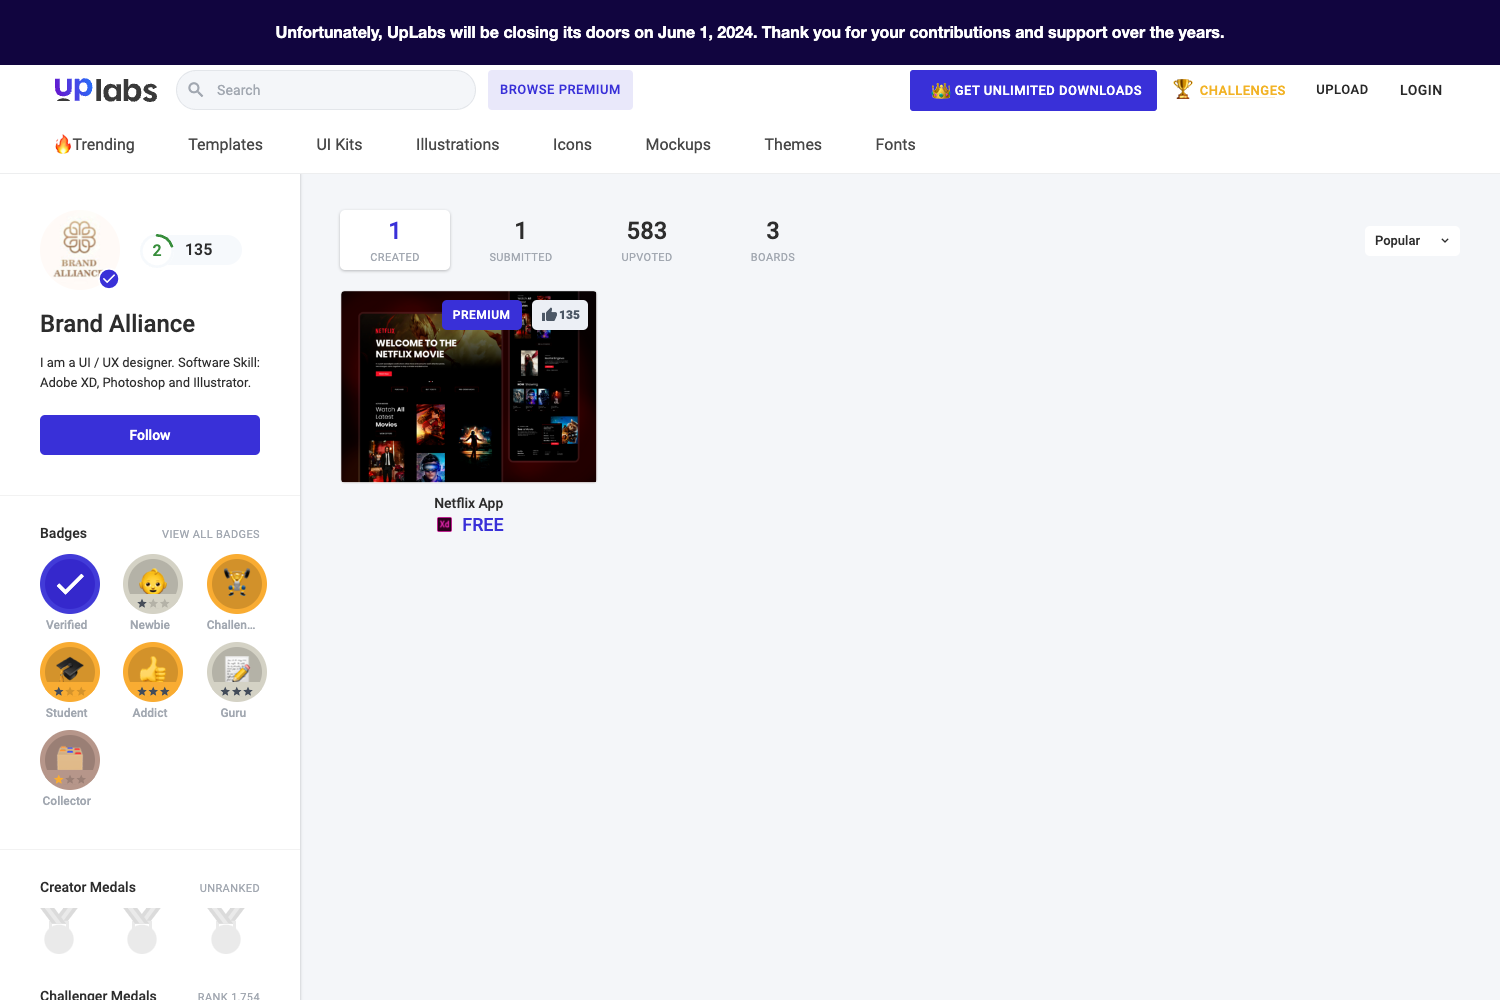 Unfortunately, UpLabs will be closing its doors on June 1, 2024. Thank you for your contributions and support over the years.
uplabs
Search
BROWSE PREMIUM
GET UNLIMITED DOWNLOADS
CHALLENGES
UPLOAD
LOGIN
Trending
Templates
UI Kits
Illustrations
Icons
Mockups
Themes
Fonts
BRAND
ALLIANCE
2
135
Brand Alliance
I am a UI / UX designer. Software Skill:
Adobe XD, Photoshop and Illustrator.
Follow
Badges
VIEW ALL BADGES
Verified
Newbie
Challen...
Student
Addict
Guru
Collector
Creator Medals
UNRANKED
Challenger Medals
RANK 1,754
1
CREATED
1
SUBMITTED
583
UPVOTED
3
BOARDS
Popular
PREMIUM
135
NETFLIX
WELCOME TO THE
NETFLIX MOVIE
Watch All
Latest
Movies
Netflix App
Xd
FREE